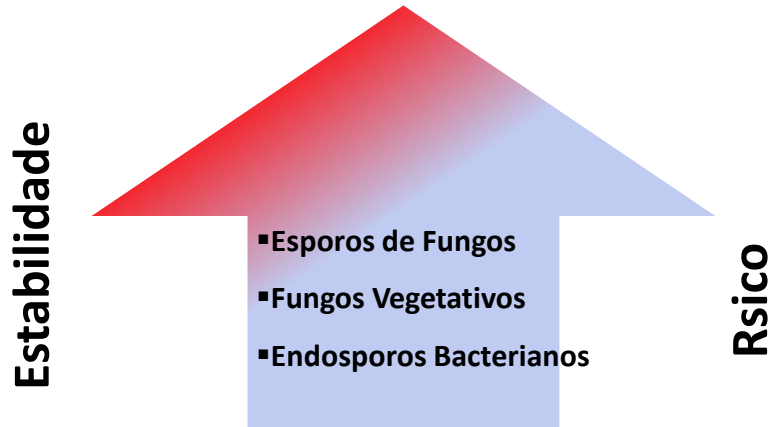 Estabilidade
▪Esporos de Fungos
▪Fungos Vegetativos
▪Endosporos Bacterianos
Rsico